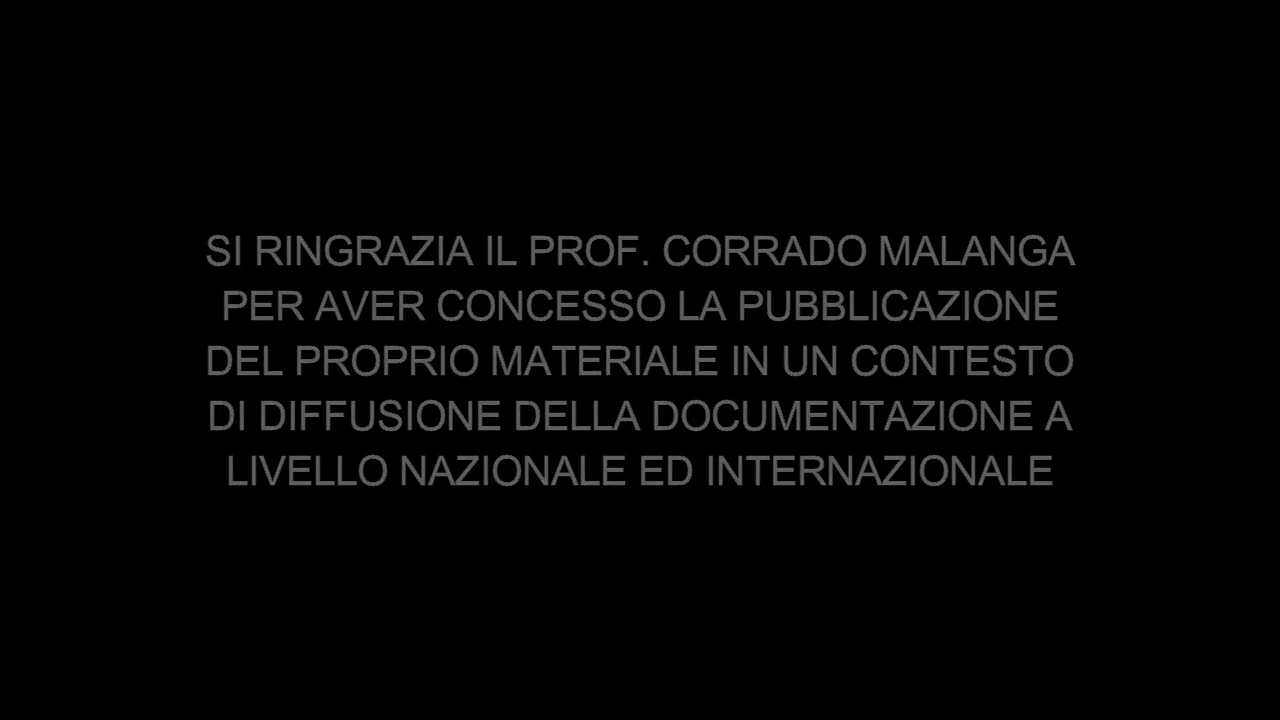 SI RINGRAZIA IL PROF. CORRADO MALANGA
PER AVER CONCESSO LA PUBBLICAZIONE
DEL PROPRIO MATERIALE IN UN CONTESTO
DI DIFFUSIONE DELLA DOCUMENTAZIONE A
LIVELLO NAZIONALE ED INTERNAZIONALE